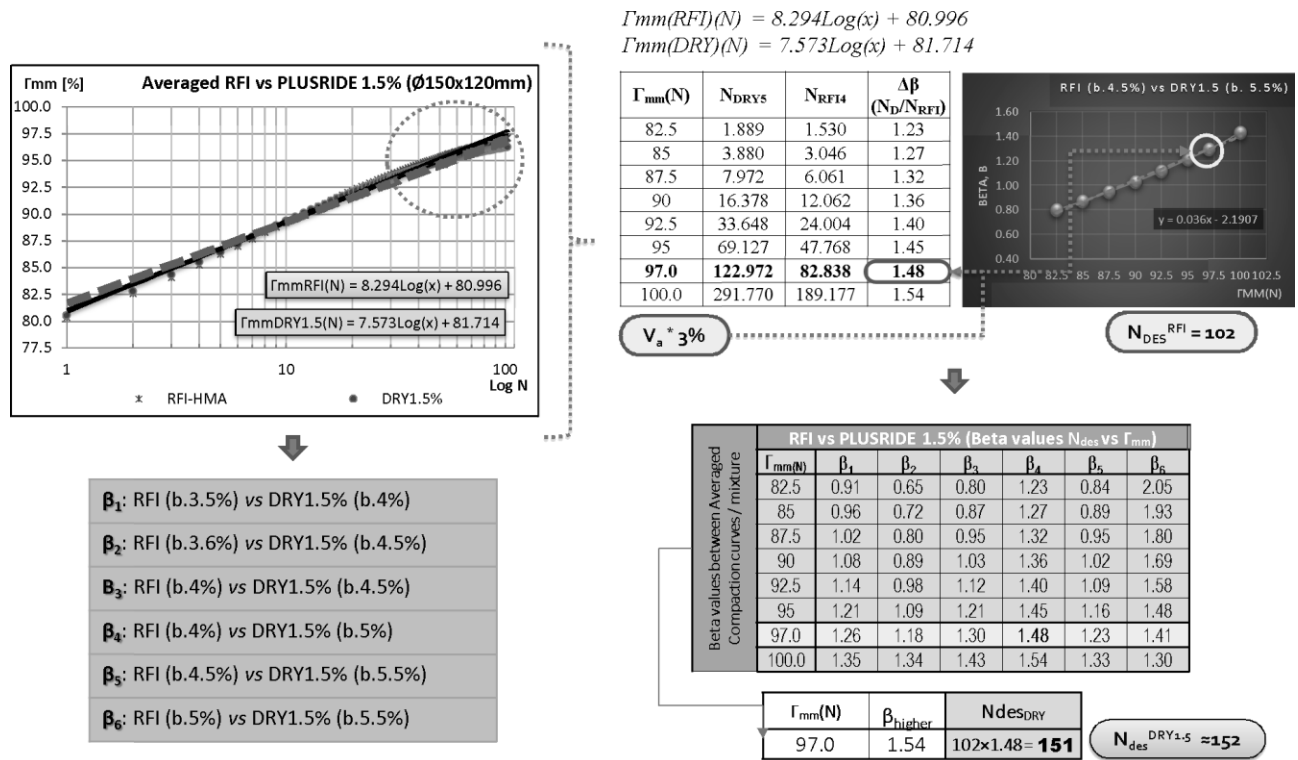 Γmm(RFI)(N) = 8.294Log(x) + 80.996
Γmm(DRY)(N) = 7.573Log(x) + 81.714
Γmm [%]
Averaged RFI vs PLUSRIDE 1.5% (Ø150x120mm)
100.0
97.5
95.0
92.5
90.0
87.5
85.0
82.5
80.0
77.5
ΓmmRFI(N) = 8.294Log(x) + 80.996
ΓmmDRY1.5(N) = 7.573Log(x) + 81.714
1 10 100
Log N
RFI-HMA DRY1.5%
Γmm(N) NDRY5 NRFI4 Δβ (ND/NRFI)
82.5 1.889 1.530 1.23
85 3.880 3.046 1.27
87.5 7.972 6.061 1.32
90 16.378 12.062 1.36
92.5 33.648 24.004 1.40
95 69.127 47.768 1.45
97.0 122.972 82.838 1.48
100.0 291.770 189.177 1.54
RFI (b.4.5%) vs DRY1.5 (b. 5.5%)
BETA, B
1.60
1.40
1.20
1.00
0.80
0.60
0.40
y = 0.036x - 2.1907
80 82.5 85 87.5 90 92.5 95 97.5 100 102.5
ΓMM(N)
Va* 3%
NDES RFI = 102
β1: RFI (b.3.5%) vs DRY1.5% (b.4%)
β2: RFI (b.3.6%) vs DRY1.5% (b.4.5%)
B3: RFI (b.4%) vs DRY1.5% (b.4.5%)
β4: RFI (b.4%) vs DRY1.5% (b.5%)
β5: RFI (b.4.5%) vs DRY1.5% (b.5.5%)
β6: RFI (b.5%) vs DRY1.5% (b.5.5%)
Beta values between Averaged
Compaction curves / mixture
RFI vs PLUSRIDE 1.5% (Beta values Ndes vs Γmm)
Γmm(N) β1 β2 β3 β4 β5 β6
82.5 0.91 0.65 0.80 1.23 0.84 2.05
85 0.96 0.72 0.87 1.27 0.89 1.93
87.5 1.02 0.80 0.95 1.32 0.95 1.80
90 1.08 0.89 1.03 1.36 1.02 1.69
92.5 1.14 0.98 1.12 1.40 1.09 1.58
95 1.21 1.09 1.21 1.45 1.16 1.48
97.0 1.26 1.18 1.30 1.48 1.23 1.41
100.0 1.35 1.34 1.43 1.54 1.33 1.30
Γmm(N) βhigher NdesDRY
97.0 1.54 102×1.48= 151
Ndes DRY1.5 ≈152